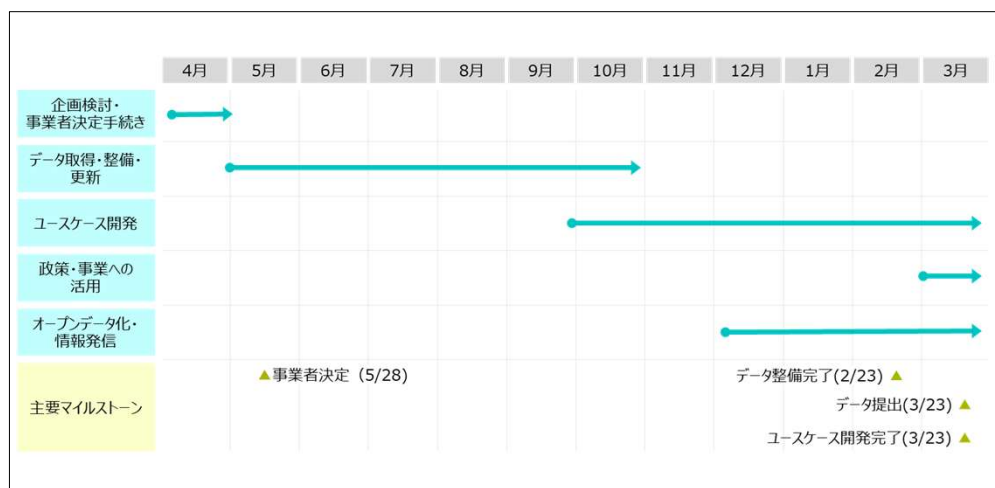 4月 5月 6月 7月 8月 9月 10月 11月 12月 1月 2月 3月
企画検討・
事業者決定手続き
データ取得・整備・
更新
ユースケース開発
政策・事業への
活用
オープンデータ化・
情報発信
主要マイルストーン
▲事業者決定（5/28)
データ整備完了(2/23) ▲
データ提出(3/23) ▲
ユースケース開発完了(3/23) ▲